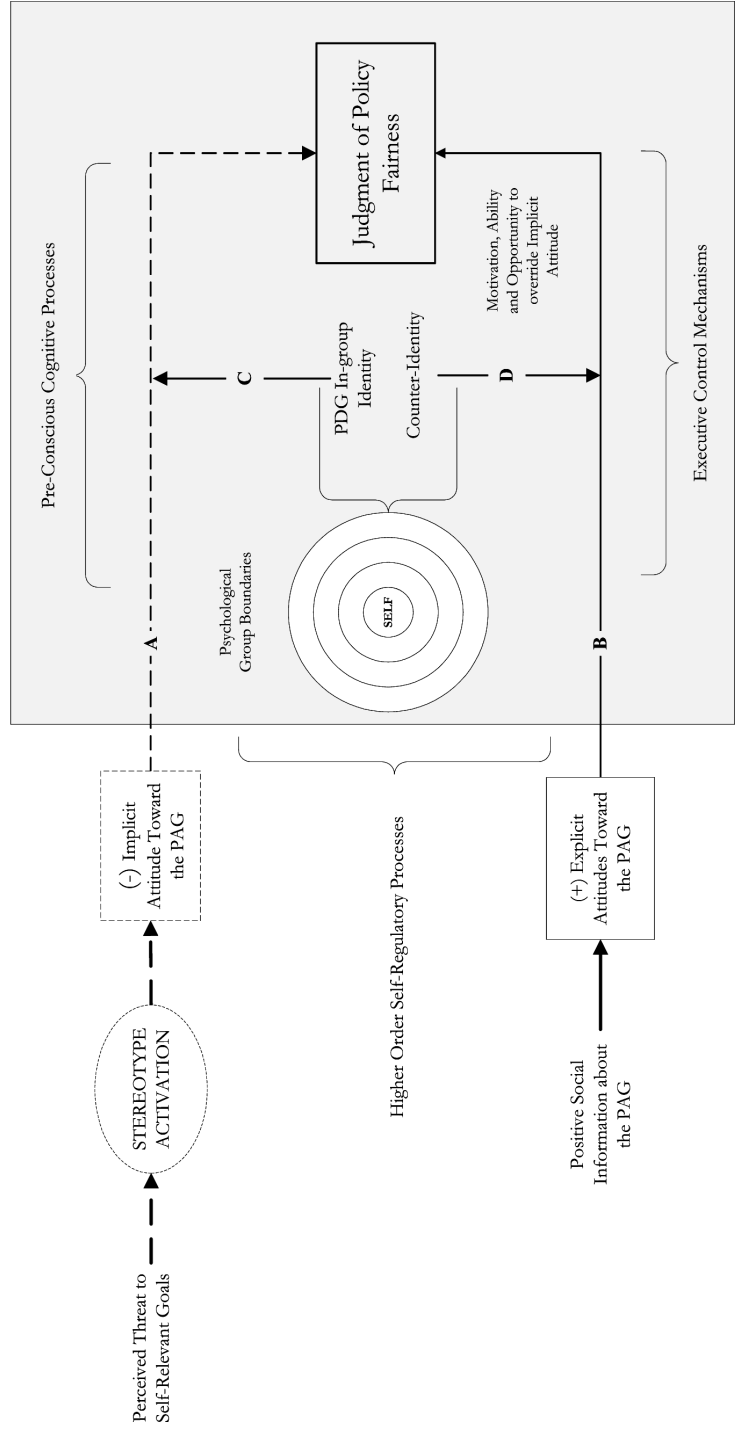 Perceived Threat to
Self-Relevant Goals
STEREOTYPE
ACTIVATION
(-) Implicit
Attitude Toward
the PAG
A
Pre-Conscious Cognitive Processes
Higher Order Self-Regulatory Processes
Psychological
Group Boundaries
SELF
C
PDG In-group
Identity
Counter-Identity
D
Judgment of Policy
Fairness
Motivation, Ability
and Opportunity to
override Implicit
Attitude
Positive Social
Information about
the PAG
(+) Explicit
Attitudes Toward
the PAG
B
Executive Control Mechanisms